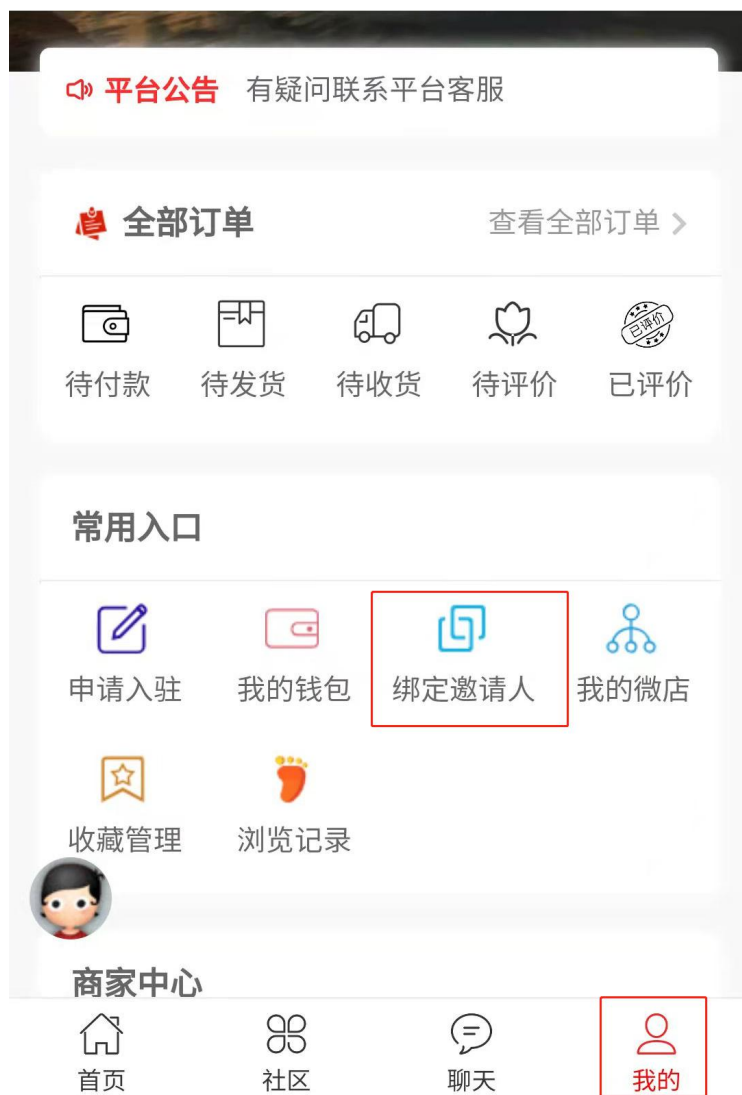 平台公告 有疑问联系平台客服
全部订单 查看全部订单
已评价
待付款 待发货 待收货 待评价 已评价
常用入口
申请入驻 我的钱包 绑定邀请人 我的微店
收藏管理 浏览记录
商家中心
首页 社区 聊天 我的